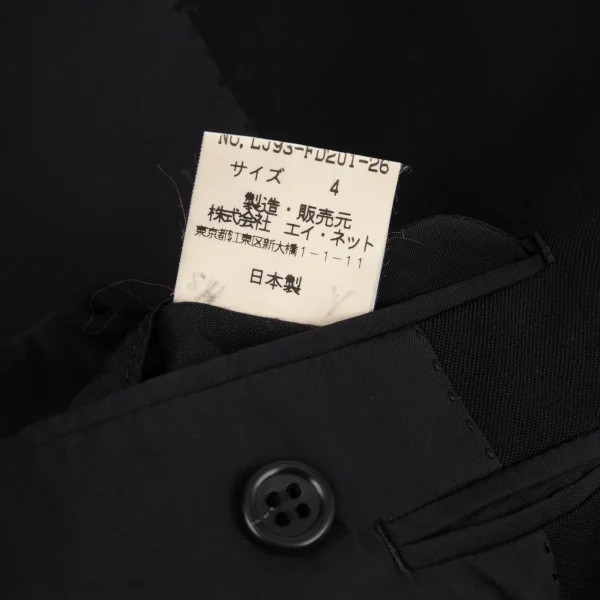 NO. LJ93-FD201-26
サイズ 4
製造・販売元
株式会社 エイ・ネット
東京都江東区新大橋1-1-11
日本製